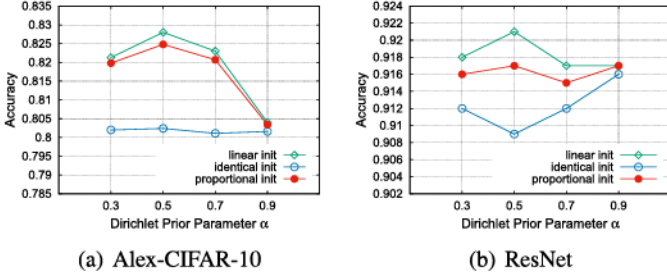 0.835
0.83
0.825
0.82
0.815
0.81
0.805
0.8
0.795
0.79
0.785
Accuracy
linear init
identical init
proportional init
0.3 0.5 0.7 0.9
Dirichlet Prior Parameter α
(a) Alex-CIFAR-10
0.924
0.922
0.92
0.918
0.916
0.914
0.912
0.91
0.908
0.906
0.904
0.902
Accuracy
linear init
identical init
proportional init
0.3 0.5 0.7 0.9
Dirichlet Prior Parameter α
(b) ResNet